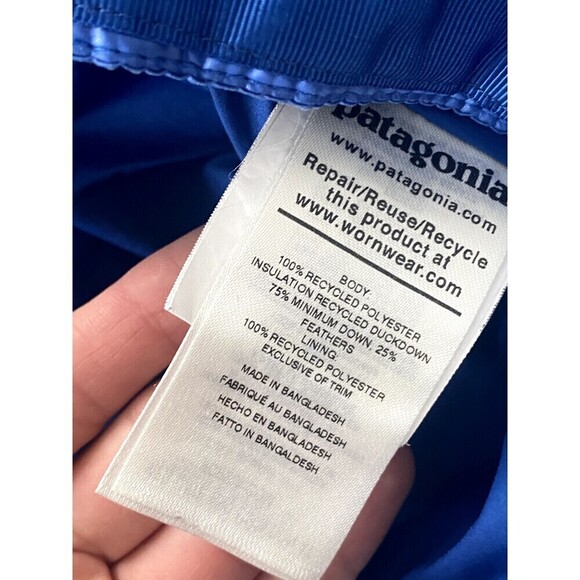 patagonia
www.patagonia.com
Repair/Reuse/Recycle
this product at
www.wornwear.com
BODY:
100% RECYCLED POLYESTER
INSULATION RECYCLED DUCKDOWN
75% MINIMUM DOWN 25%
FEATHERS
LINING:
100% RECYCLED POLYESTER
EXCLUSIVE OF TRIM
MADE IN BANGLADESH
FABRIQUÉ AU BANGLADESH
HECHO EN BANGLADESH
FATTO IN BANGALDESH